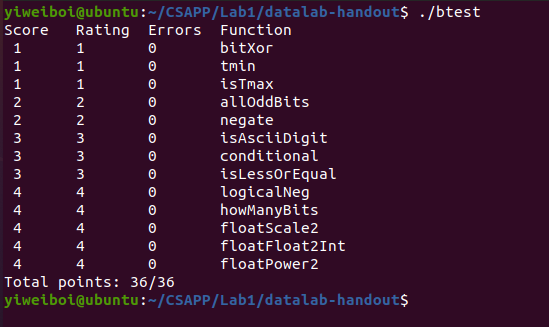 yiweiboi@ubuntu:~/CSAPP/Lab1/datalab-handout$ ./btest
Score Rating Errors Function
1 1 0 bitXor
1 1 0 tmin
1 1 0 isTmax
2 2 0 allOddBits
2 2 0 negate
3 3 0 isAsciiDigit
3 3 0 conditional
3 3 0 isLessOrEqual
4 4 0 logicalNeg
4 4 0 howManyBits
4 4 0 floatScale2
4 4 0 floatFloat2Int
4 4 0 floatPower2
Total points: 36/36
yiweiboi@ubuntu:~/CSAPP/Lab1/datalab-handout$